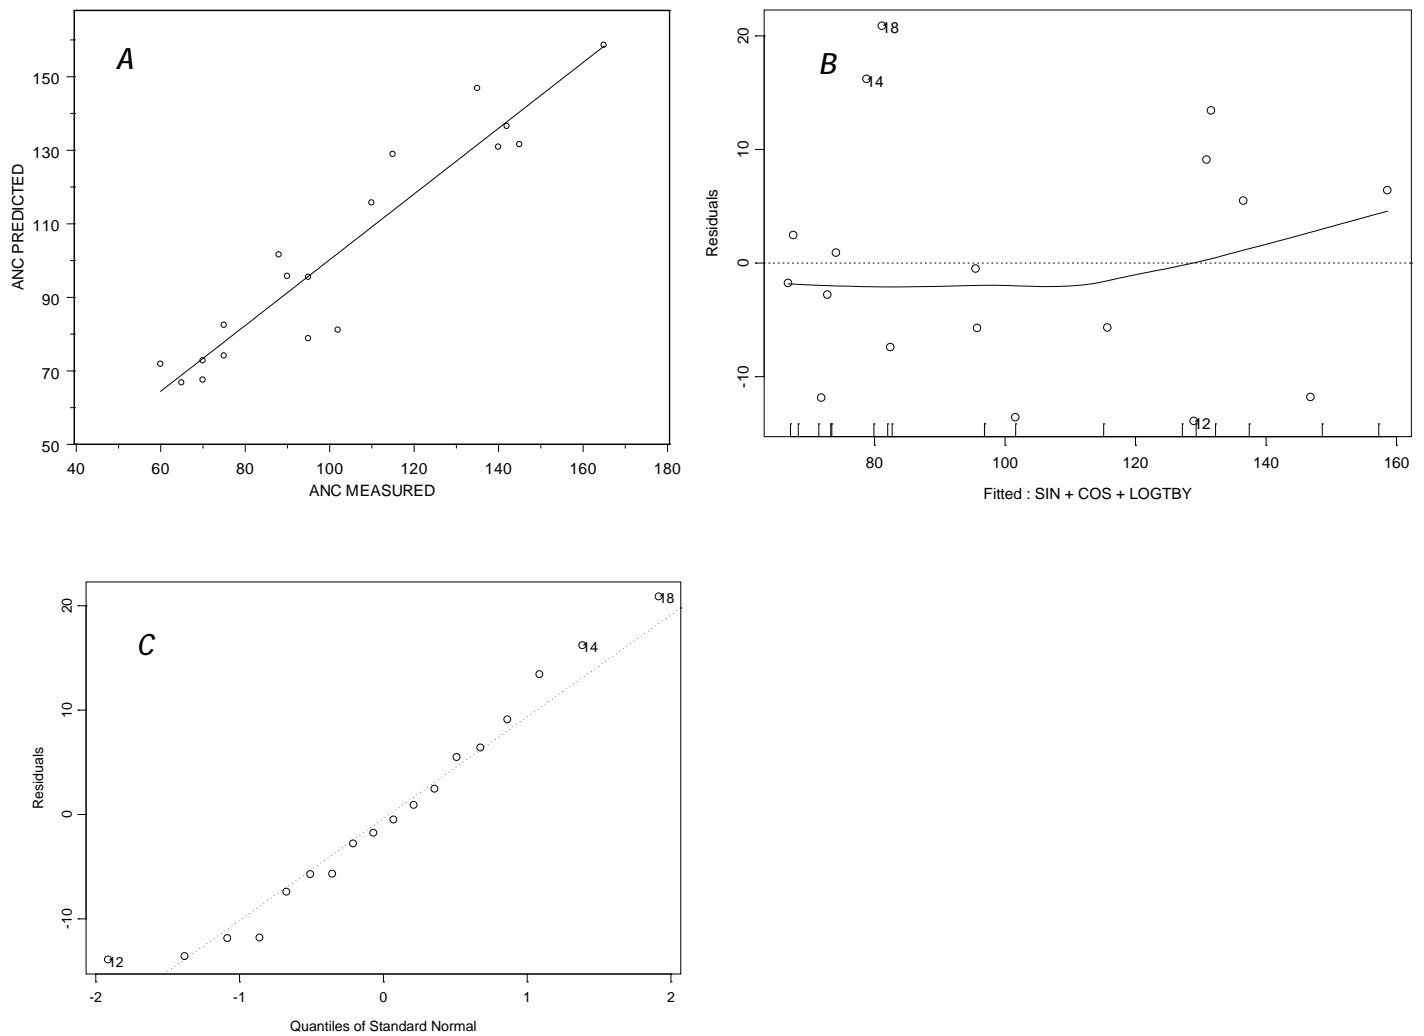 A
ANC PREDICTED
150
130
110
90
70
50
40 60 80 100 120 140 160 180
ANC MEASURED
B
Residuals
20
10
0
-10
18
14
12
80 100 120 140 160
Fitted : SIN + COS + LOGTBY
C
Residuals
20
10
0
-10
18
14
12
-2 -1 0 1 2
Quantiles of Standard Normal